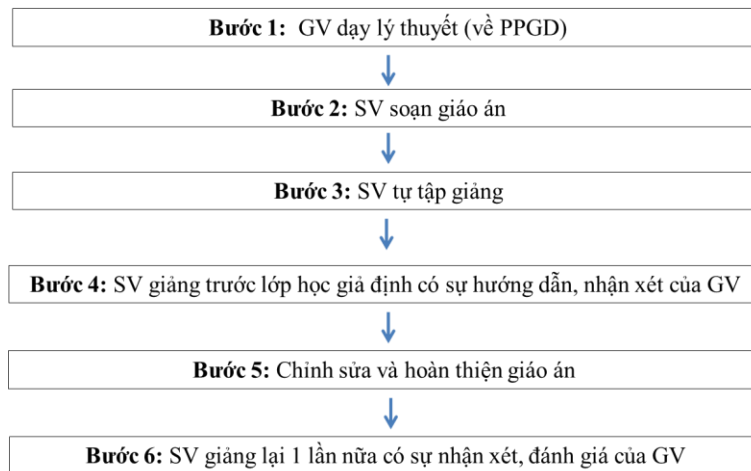 Bước 1: GV dạy lý thuyết (về PPGD)
Bước 2: SV soạn giáo án
Bước 3: SV tự tập giảng
Bước 4: SV giảng trước lớp học giả định có sự hướng dẫn, nhận xét của GV
Bước 5: Chỉnh sửa và hoàn thiện giáo án
Bước 6: SV giảng lại 1 lần nữa có sự nhận xét, đánh giá của GV